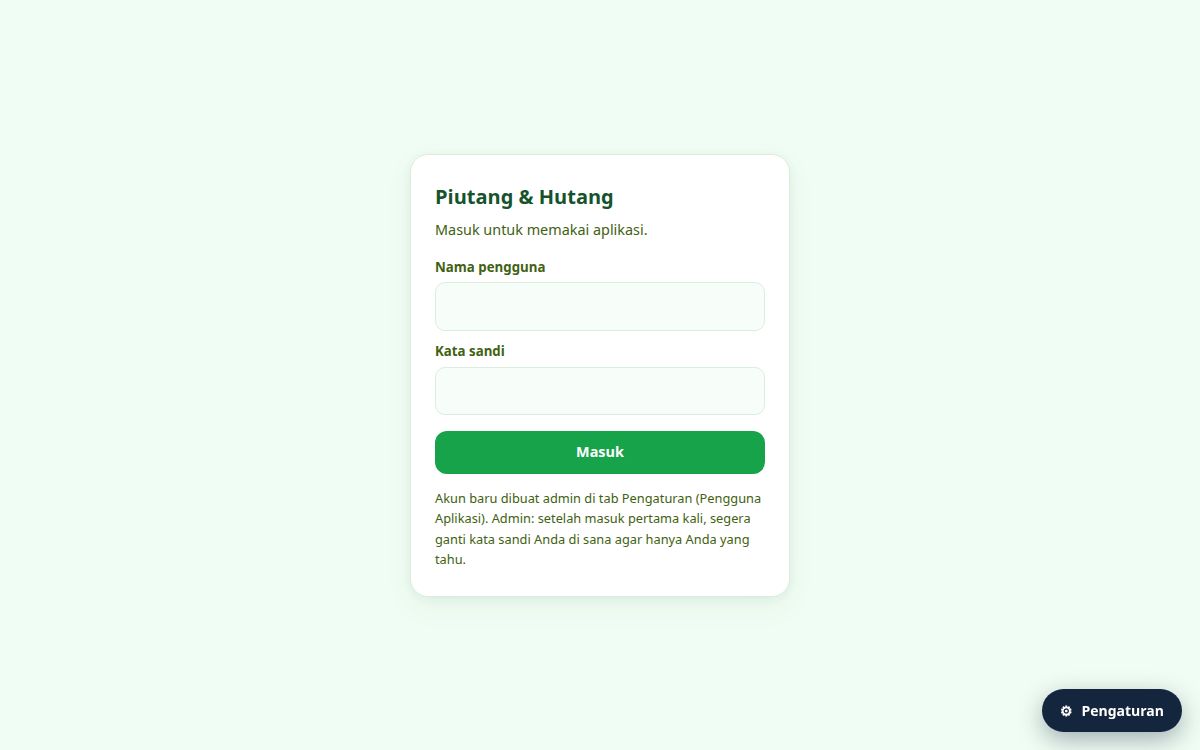 Piutang & Hutang
Masuk untuk memakai aplikasi.
Nama pengguna
Kata sandi
Masuk
Akun baru dibuat admin di tab Pengaturan (Pengguna
Aplikasi). Admin: setelah masuk pertama kali, segera
ganti kata sandi Anda di sana agar hanya Anda yang
tahu.
⚙ Pengaturan